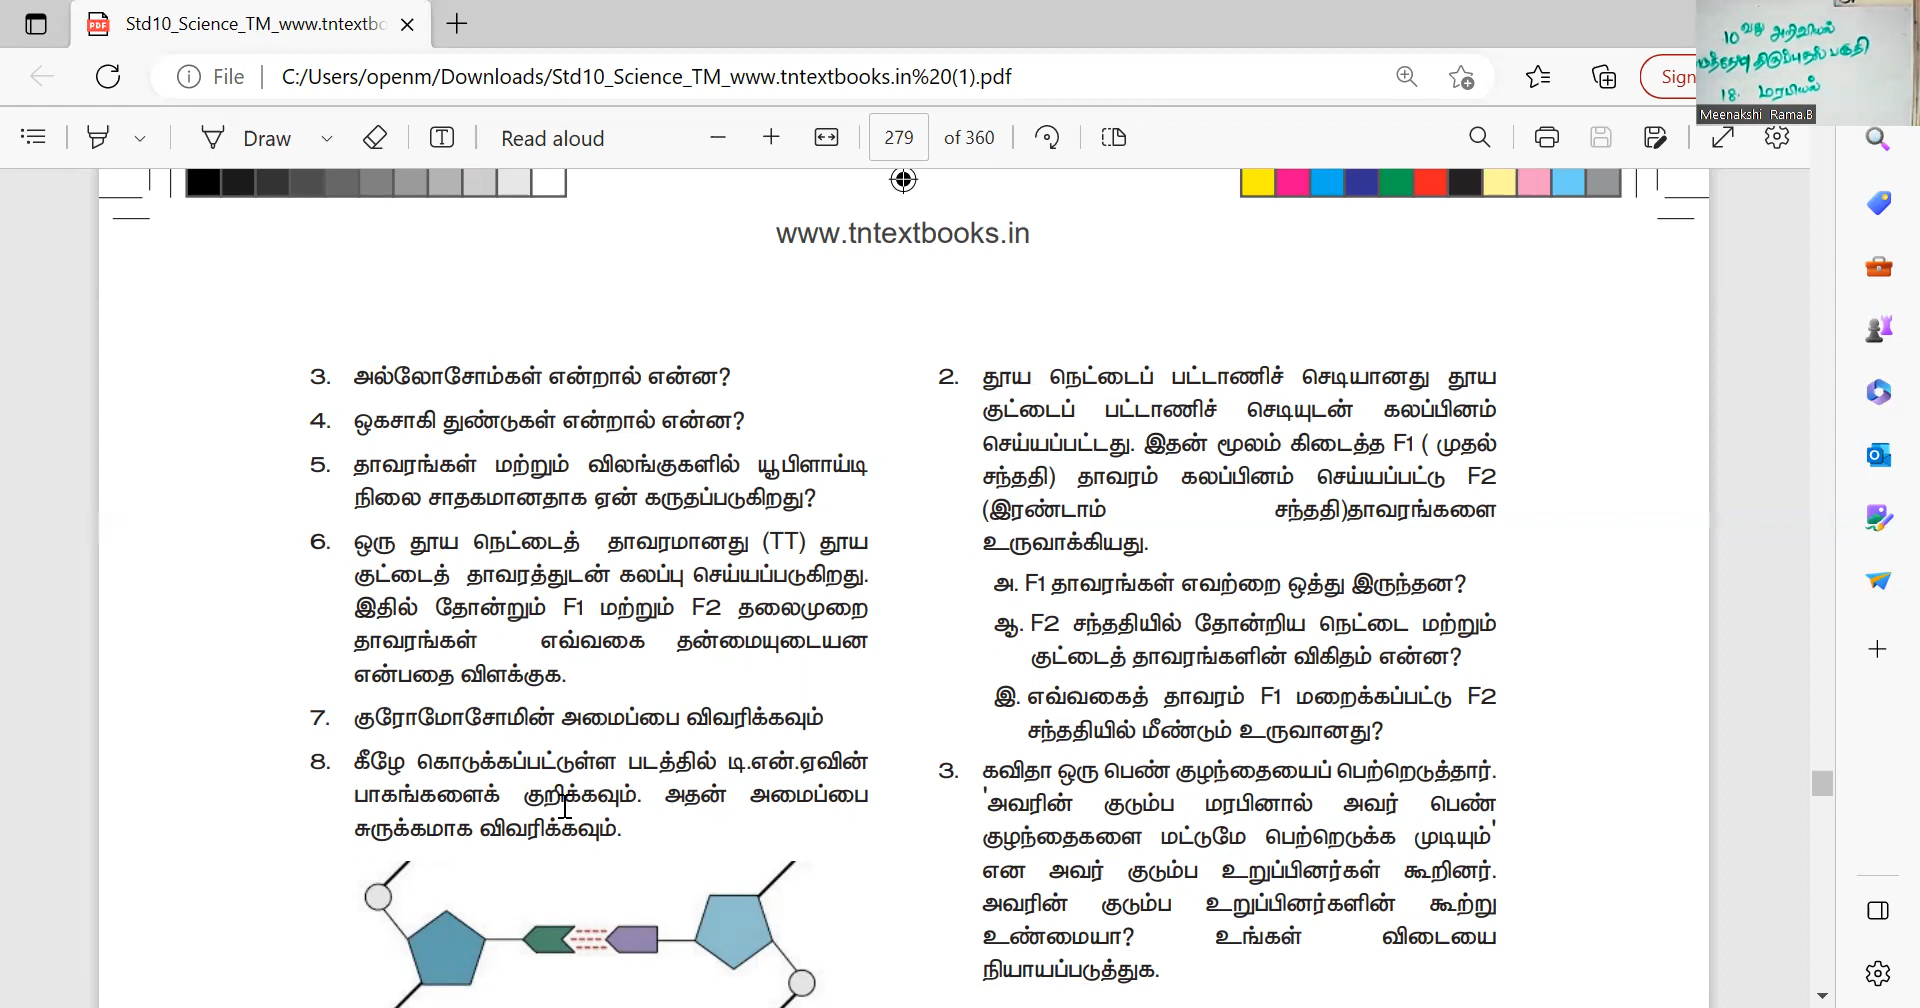 Std10_Science_TM_www.tntextbo
File
C:/Users/openm/Downloads/Std10_Science_TM_www.tntextbooks.in%20(1).pdf
Sign
10 வது அறிவியல்
திருப்புதல் பகுதி
18. மரபியல்
Meenakshi Rama.B
Draw
Read aloud
279
of 360
www.tntextbooks.in
3. அல்லோசோம்கள் என்றால் என்ன?
4. ஒகசாகி துண்டுகள் என்றால் என்ன?
5. தாவரங்கள் மற்றும் விலங்குகளில் யூபிளாய்டி
நிலை சாதகமானதாக ஏன் கருதப்படுகிறது?
6. ஒரு தூய நெட்டைத் தாவரமானது (TT) தூய
குட்டைத் தாவரத்துடன் கலப்பு செய்யப்படுகிறது.
இதில் தோன்றும் F1 மற்றும் F2 தலைமுறை
தாவரங்கள் எவ்வகை தன்மையுடையன
என்பதை விளக்குக.
7. குரோமோசோமின் அமைப்பை விவரிக்கவும்
8. கீழே கொடுக்கப்பட்டுள்ள படத்தில் டி.என்.ஏவின்
பாகங்களைக் குறிக்கவும். அதன் அமைப்பை
சுருக்கமாக விவரிக்கவும்.
2. தூய நெட்டைப் பட்டாணிச் செடியானது தூய
குட்டைப் பட்டாணிச் செடியுடன் கலப்பினம்
செய்யப்பட்டது. இதன் மூலம் கிடைத்த F1 ( முதல்
சந்ததி) தாவரம் கலப்பினம் செய்யப்பட்டு F2
(இரண்டாம் சந்ததி)தாவரங்களை
உருவாக்கியது.
அ. F1 தாவரங்கள் எவற்றை ஒத்து இருந்தன?
ஆ. F2 சந்ததியில் தோன்றிய நெட்டை மற்றும்
குட்டைத் தாவரங்களின் விகிதம் என்ன?
இ. எவ்வகைத் தாவரம் F1 மறைக்கப்பட்டு F2
சந்ததியில் மீண்டும் உருவானது?
3. கவிதா ஒரு பெண் குழந்தையைப் பெற்றெடுத்தார்.
'அவரின் குடும்ப மரபினால் அவர் பெண்
குழந்தைகளை மட்டுமே பெற்றெடுக்க முடியும்'
என அவர் குடும்ப உறுப்பினர்கள் கூறினர்.
அவரின் குடும்ப உறுப்பினர்களின் கூற்று
உண்மையா? உங்கள் விடையை
நியாயப்படுத்துக.